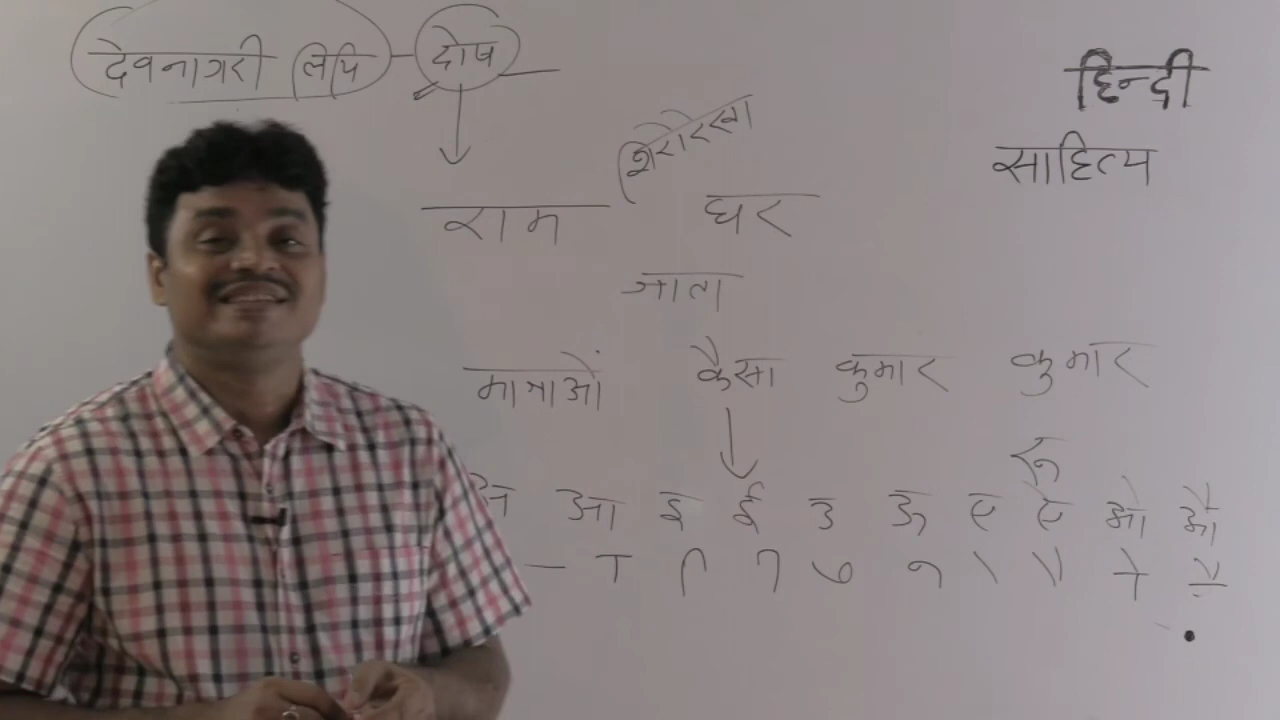 देवनागरी लिपि - दोष
हिन्दी
साहित्य
शिरोरेखा
राम घर
जाता
मात्राओं कैसा कुमार कुमार
रू
अ आ इ ई उ ऊ ए ऐ ओ औ
– ा ि ी ु ू े ै ो ौ